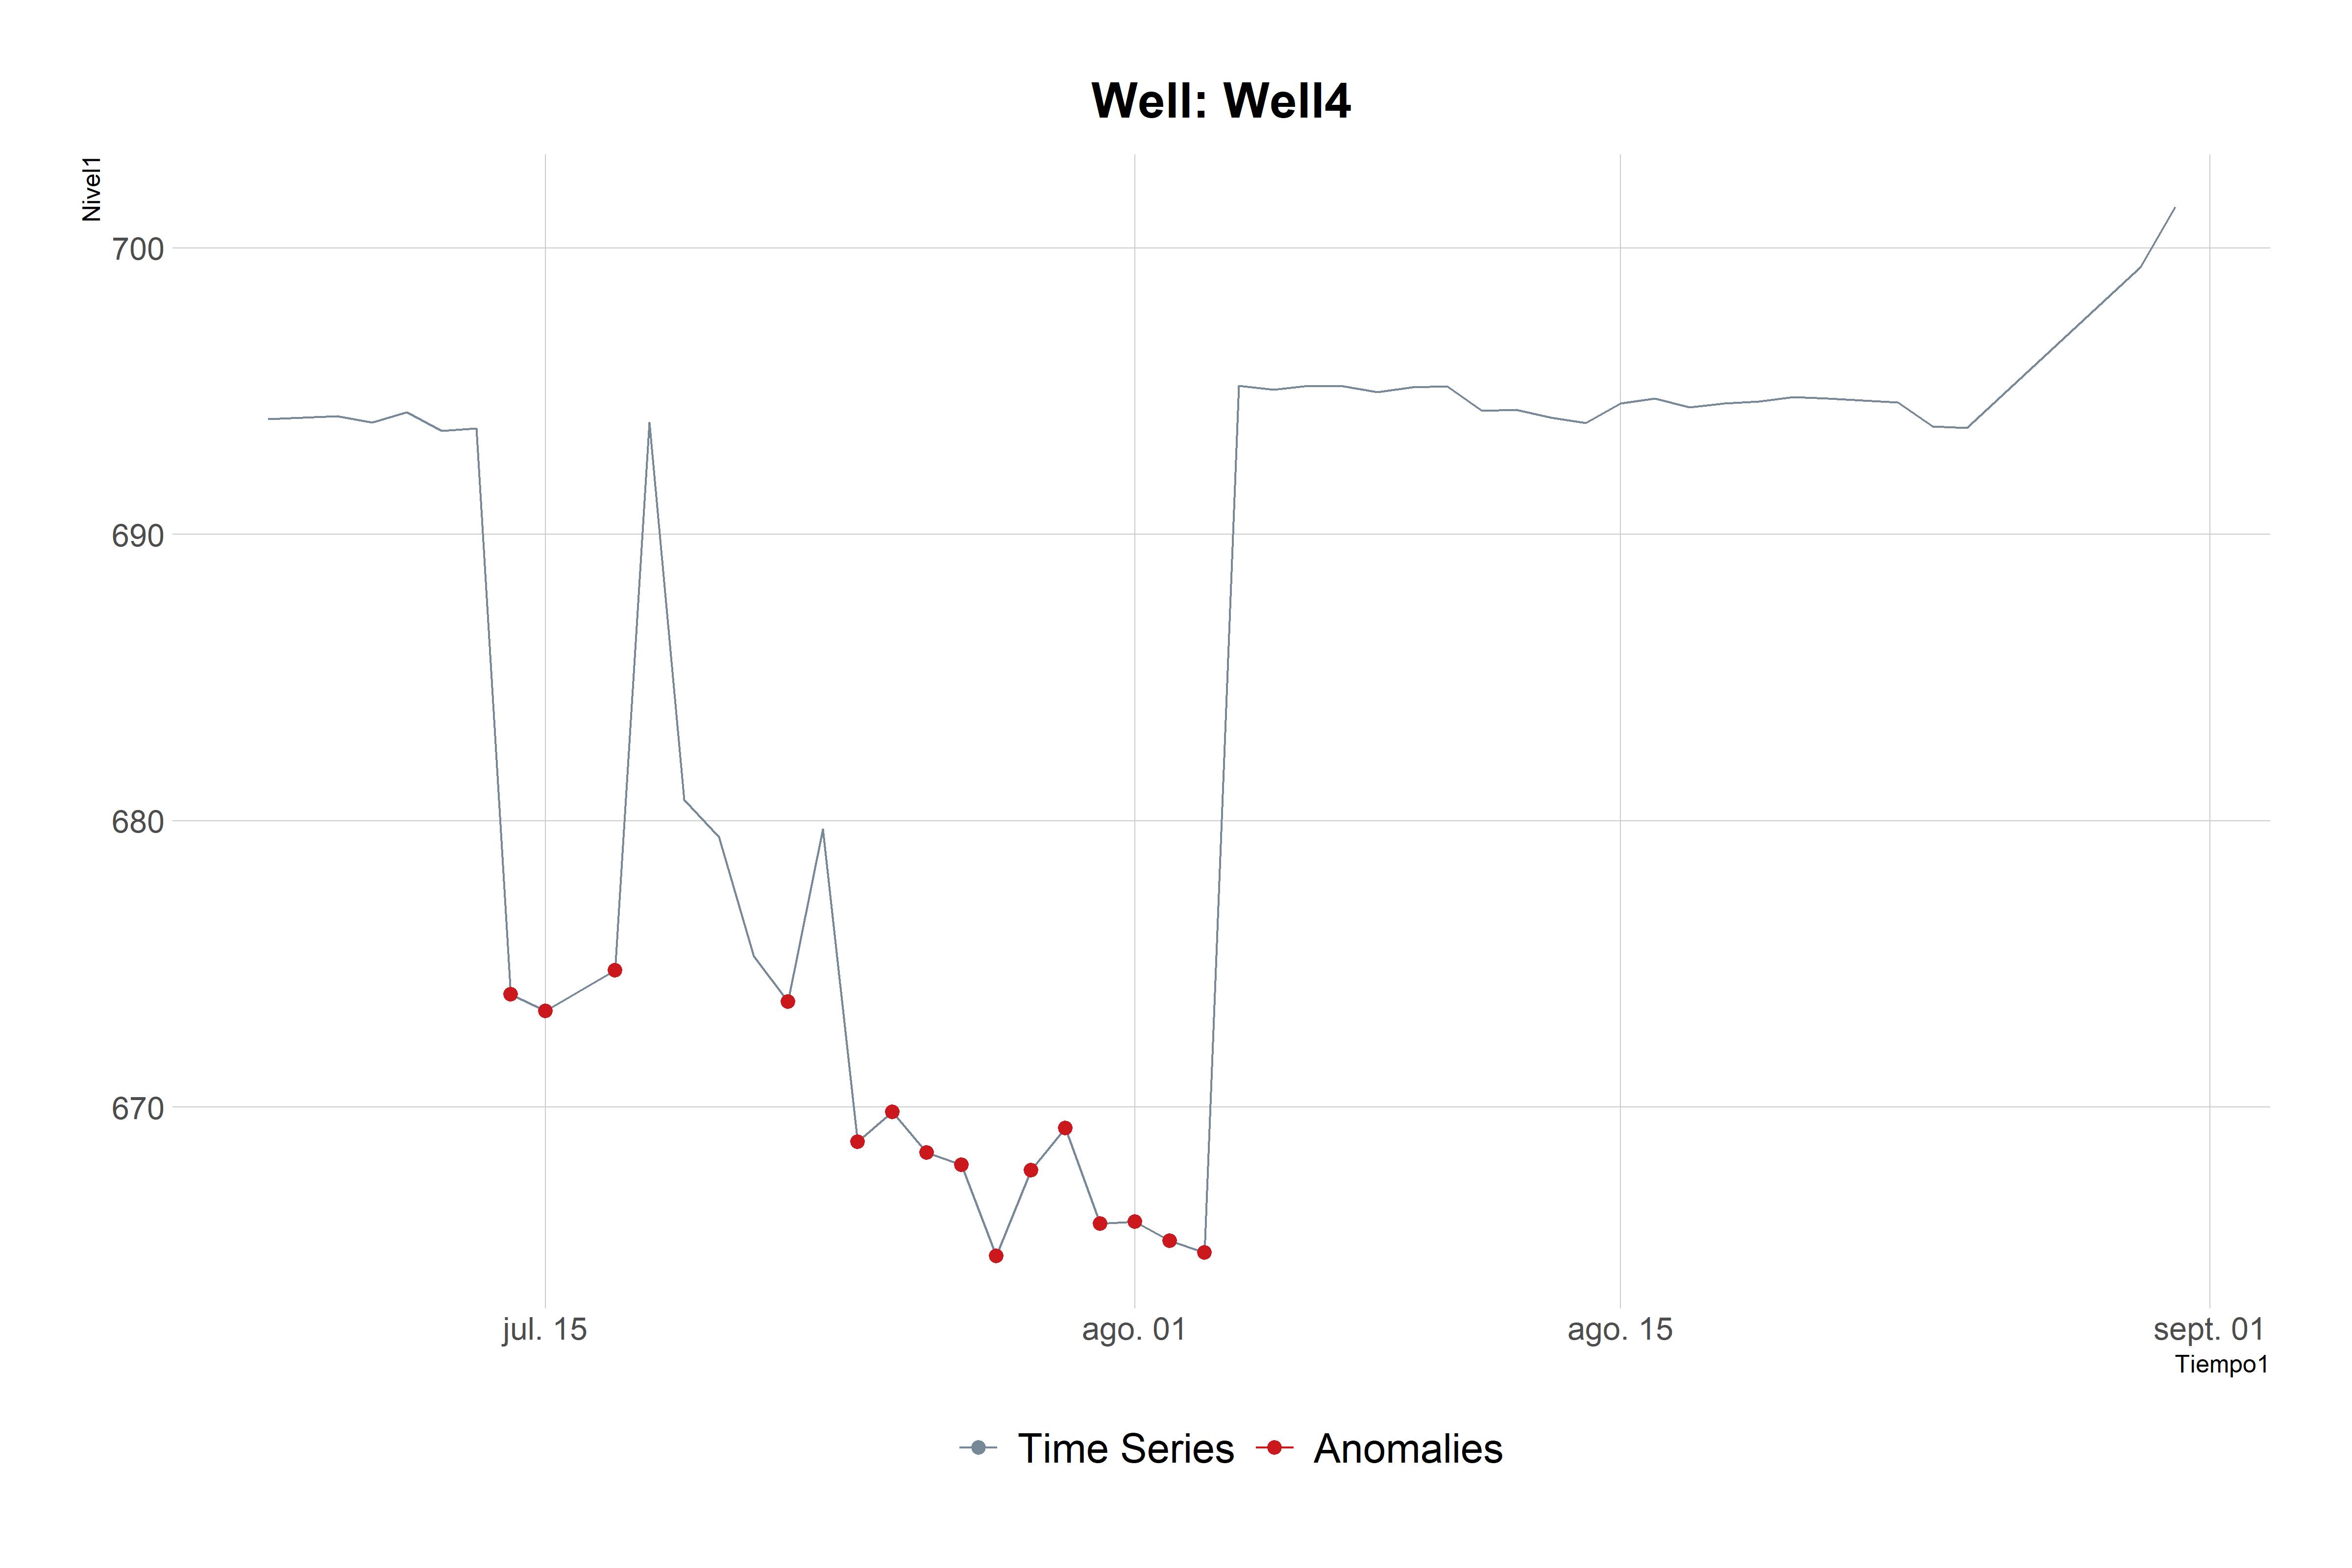 Well: Well4
Nivel1
700
690
680
670
jul. 15
ago. 01
ago. 15
sept. 01
Tiempo1
Time Series
Anomalies